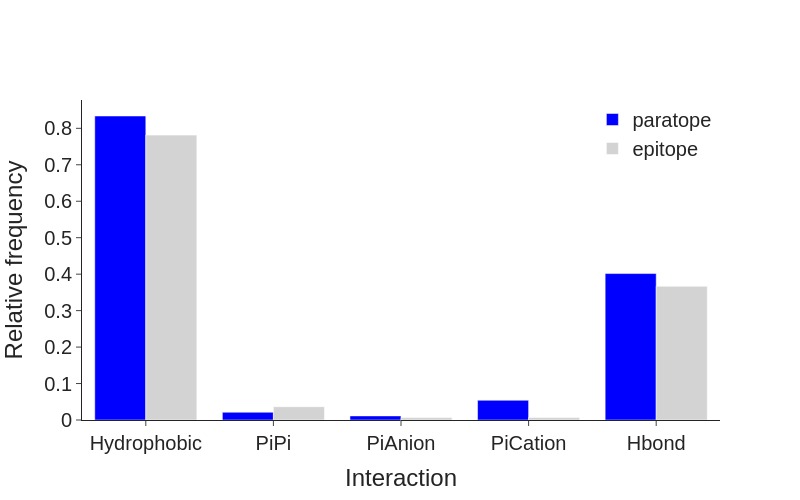 paratope
epitope
Relative frequency
0.8
0.7
0.6
0.5
0.4
0.3
0.2
0.1
0
Hydrophobic PiPi PiAnion PiCation Hbond
Interaction